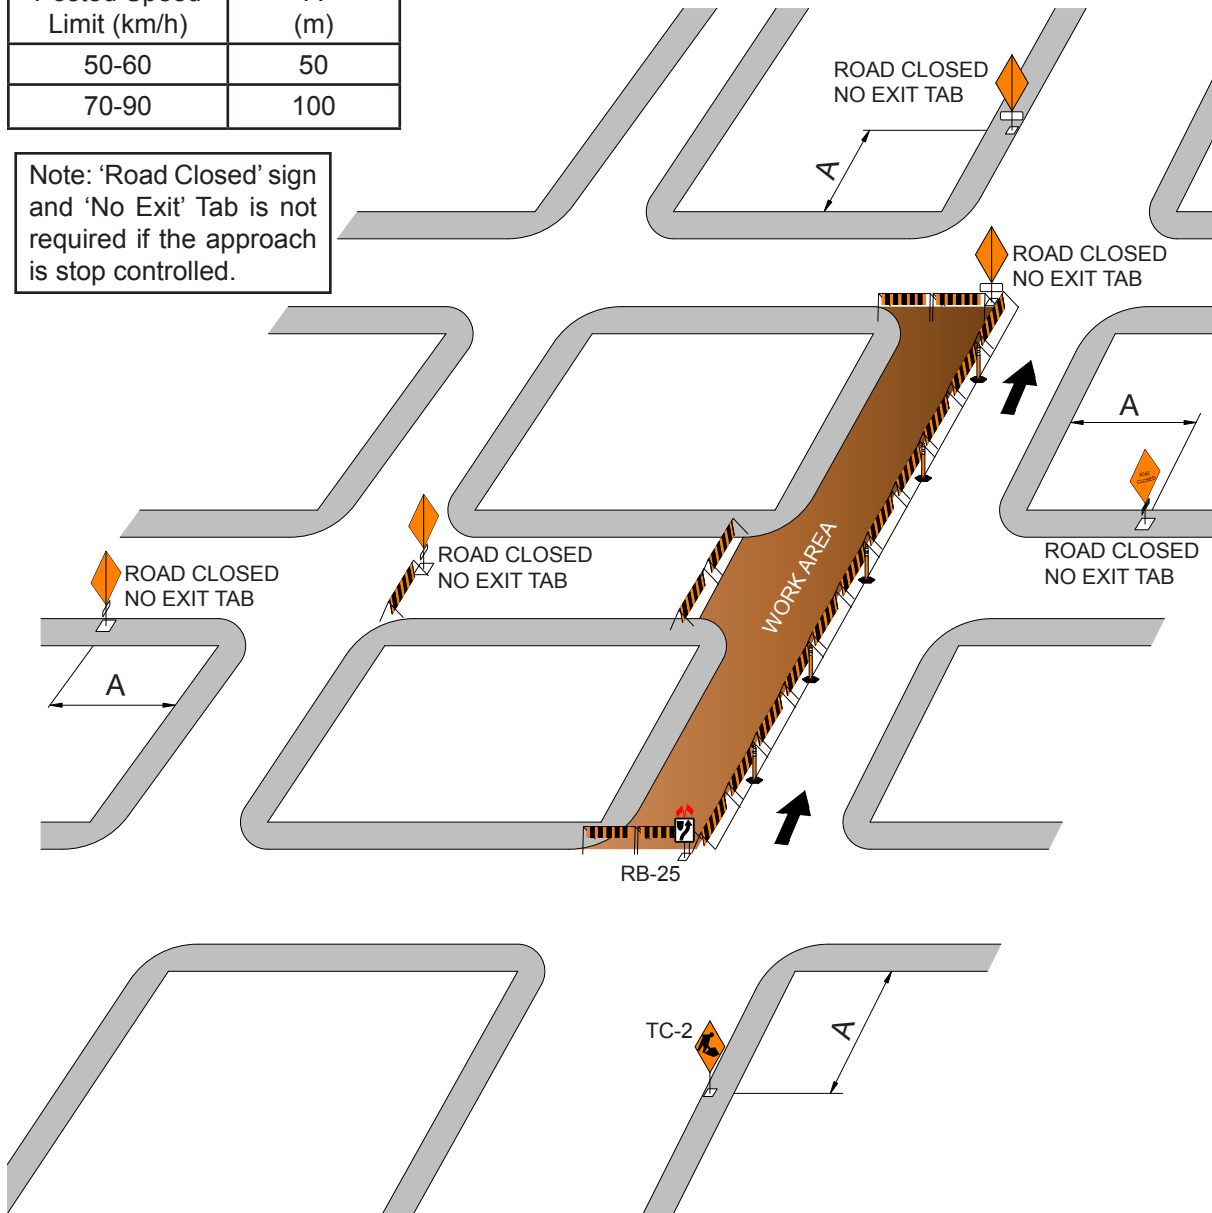 Limit (km/h)
(m)
50-60
50
70-90
100
Note: ‘Road Closed’ sign
and ‘No Exit’ Tab is not
required if the approach
is stop controlled.
ROAD CLOSED
NO EXIT TAB
A
ROAD CLOSED
NO EXIT TAB
A
ROAD
CLOSED
ROAD CLOSED
NO EXIT TAB
ROAD CLOSED
NO EXIT TAB
ROAD CLOSED
NO EXIT TAB
A
WORK AREA
RB-25
TC-2
A